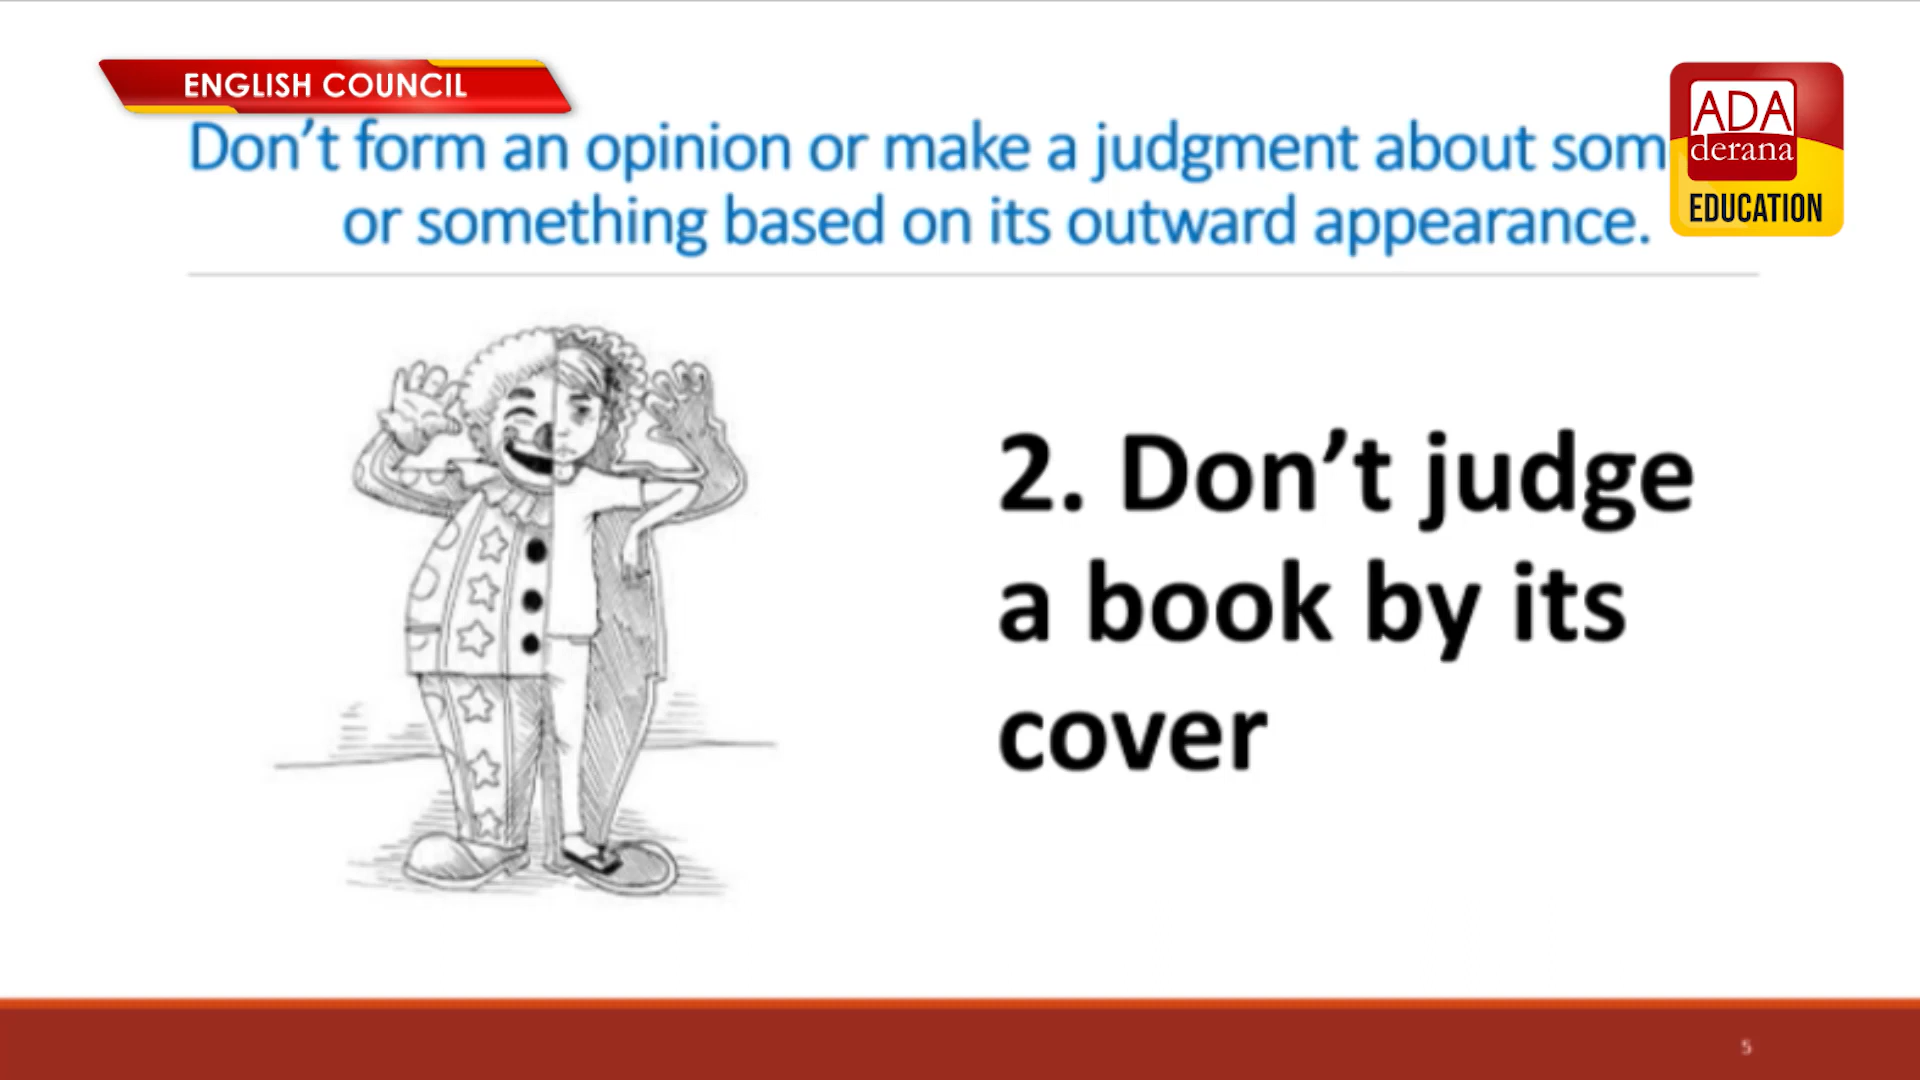 ENGLISH COUNCIL
ADA
derana
EDUCATION
Don’t form an opinion or make a judgment about som
or something based on its outward appearance.
2. Don’t judge
a book by its
cover
5